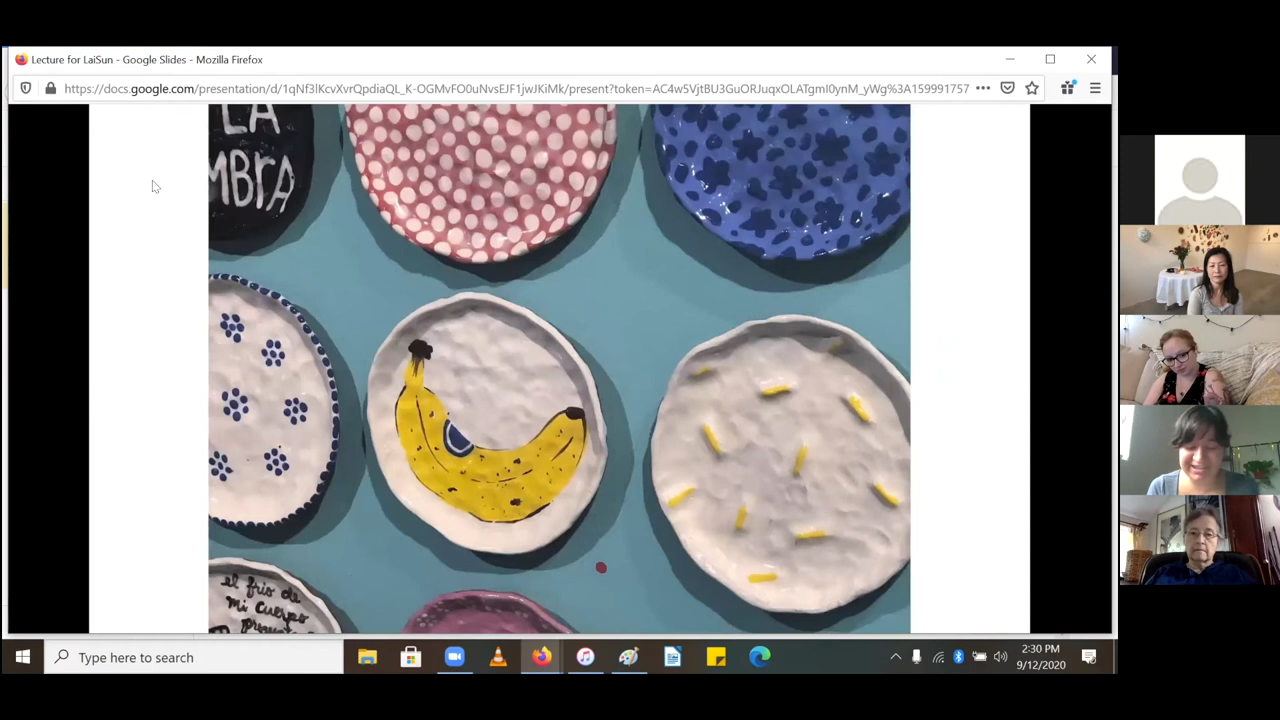 Lecture for LaiSun - Google Slides - Mozilla Firefox
https://docs.google.com/presentation/d/1qNf3lKcvXvrQpdiaQL_K-OGMvFO0uNvsEJF1jwJKiMk/present?token=AC4w5VjtBU3GuORJuqxOLATgmI0ynM_yWg%3A159991757
LA
MBrA
el frio de
Mi Cuerpo
Type here to search
2:30 PM
9/12/2020